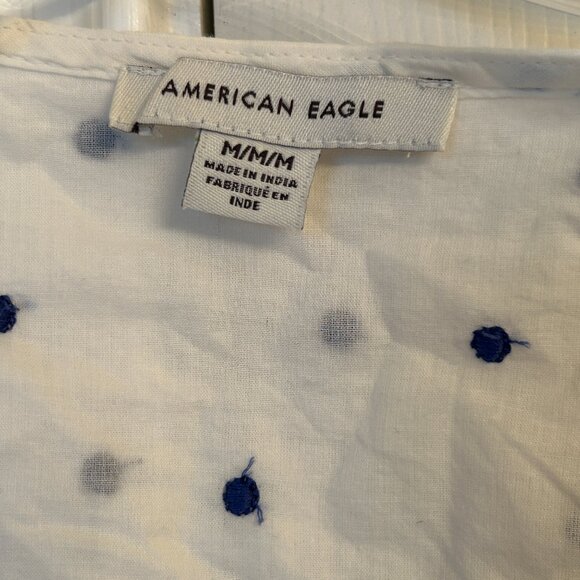 AMERICAN EAGLE
M/M/M
MADE IN INDIA
FABRIQUÉ EN
INDE